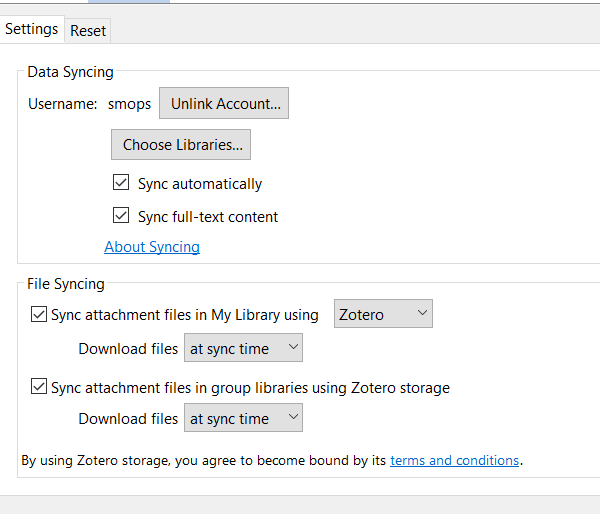 Settings Reset
Data Syncing
Username: smops Unlink Account...
Choose Libraries...
Sync automatically
Sync full-text content
About Syncing
File Syncing
Sync attachment files in My Library using Zotero
Download files at sync time
Sync attachment files in group libraries using Zotero storage
Download files at sync time
By using Zotero storage, you agree to become bound by its terms and conditions.